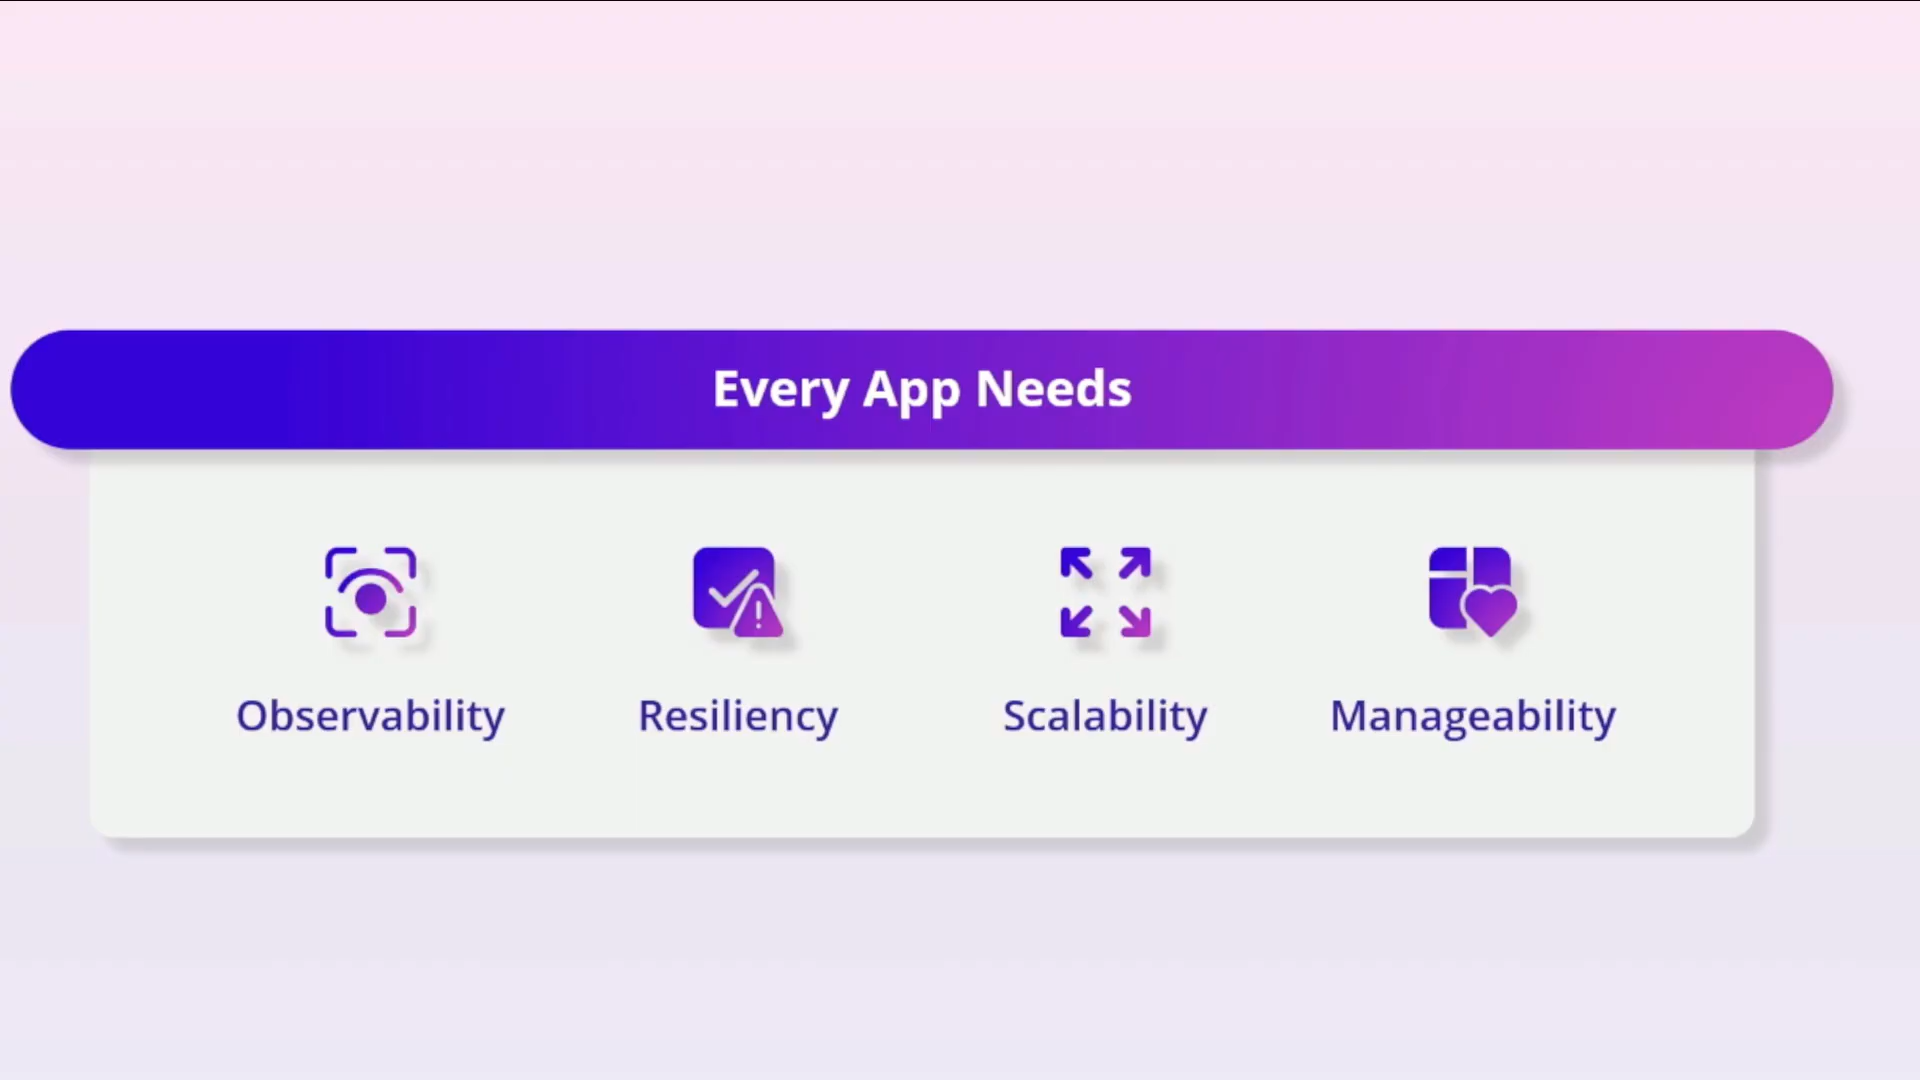 Every App Needs
Observability
Resiliency
Scalability
Manageability